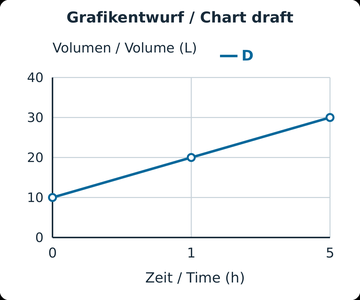 Grafikentwurf / Chart draft
Volumen / Volume (L)
D
40
30
20
10
0
0 1 5
Zeit / Time (h)